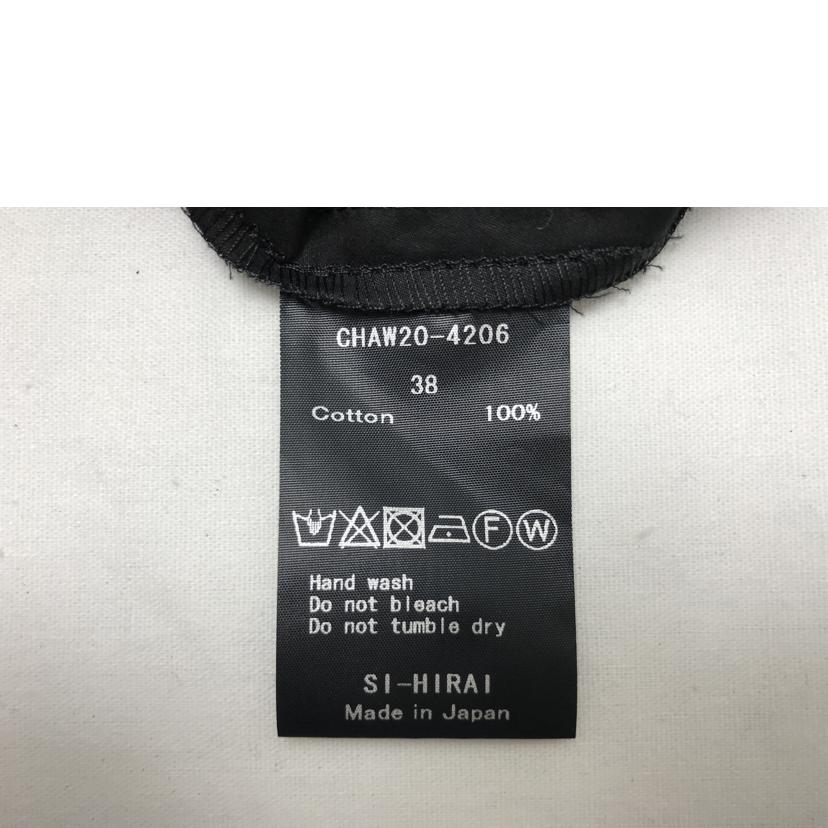 CHAW20-4206
38
Cotton 100%
F W
Hand wash
Do not bleach
Do not tumble dry
SI-HIRAI
Made in Japan